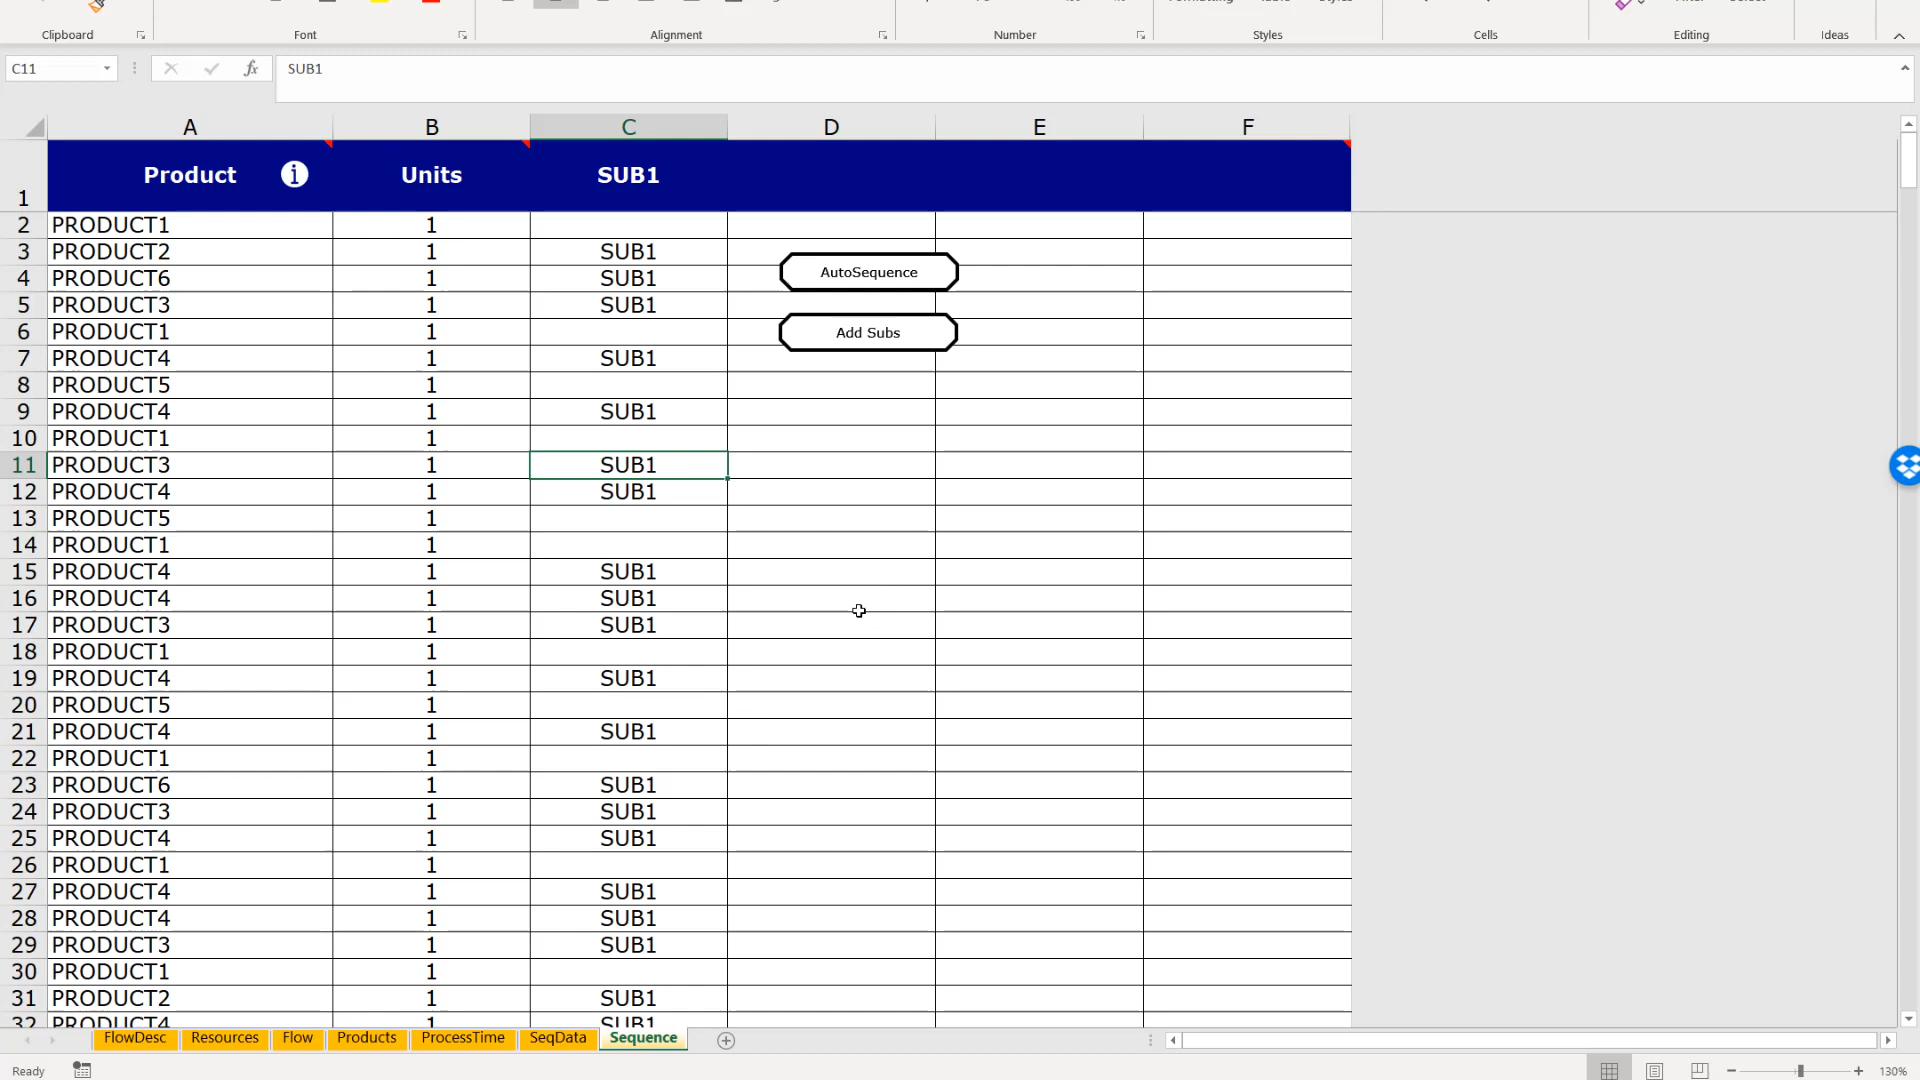 Clipboard Font Alignment Number Styles Cells Editing Ideas
C11 fx SUB1
A B C D E F
1 Product i Units SUB1
2 PRODUCT1 1
3 PRODUCT2 1 SUB1
4 PRODUCT6 1 SUB1 AutoSequence
5 PRODUCT3 1 SUB1
6 PRODUCT1 1 Add Subs
7 PRODUCT4 1 SUB1
8 PRODUCT5 1
9 PRODUCT4 1 SUB1
10 PRODUCT1 1
11 PRODUCT3 1 SUB1
12 PRODUCT4 1 SUB1
13 PRODUCT5 1
14 PRODUCT1 1
15 PRODUCT4 1 SUB1
16 PRODUCT4 1 SUB1
17 PRODUCT3 1 SUB1
18 PRODUCT1 1
19 PRODUCT4 1 SUB1
20 PRODUCT5 1
21 PRODUCT4 1 SUB1
22 PRODUCT1 1
23 PRODUCT6 1 SUB1
24 PRODUCT3 1 SUB1
25 PRODUCT4 1 SUB1
26 PRODUCT1 1
27 PRODUCT4 1 SUB1
28 PRODUCT4 1 SUB1
29 PRODUCT3 1 SUB1
30 PRODUCT1 1
31 PRODUCT2 1 SUB1
32 PRODUCT4 1 SUB1
FlowDesc Resources Flow Products ProcessTime SeqData Sequence
Ready 130%